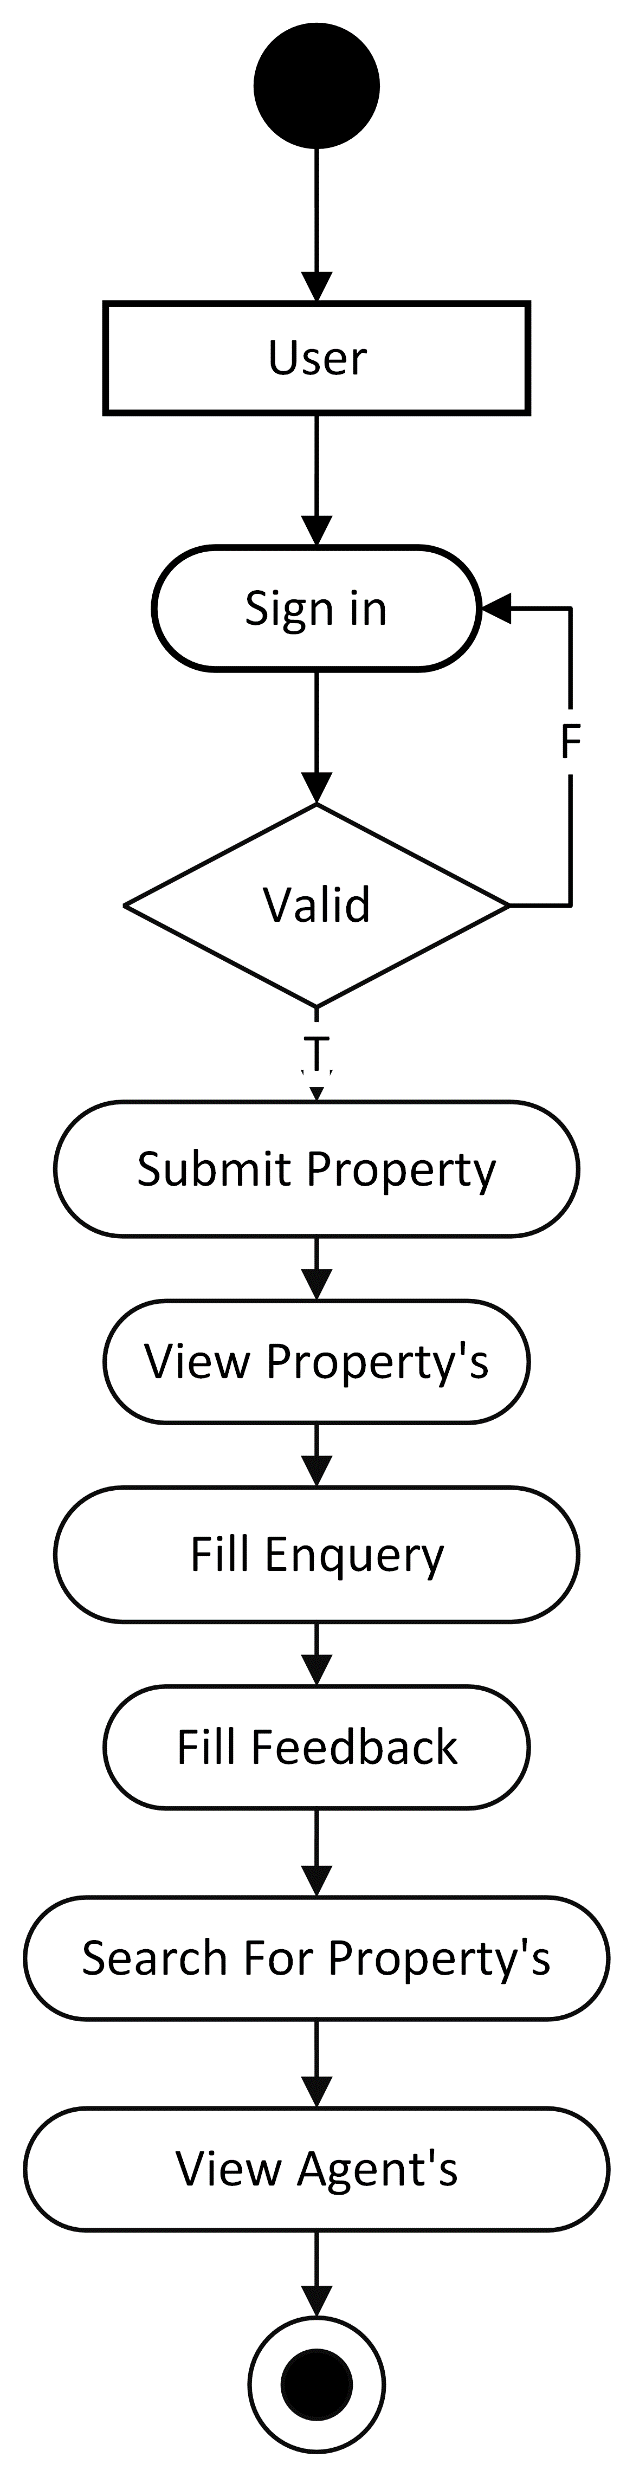 User
Sign in
F
Valid
T
Submit Property
View Property's
Fill Enquery
Fill Feedback
Search For Property's
View Agent's